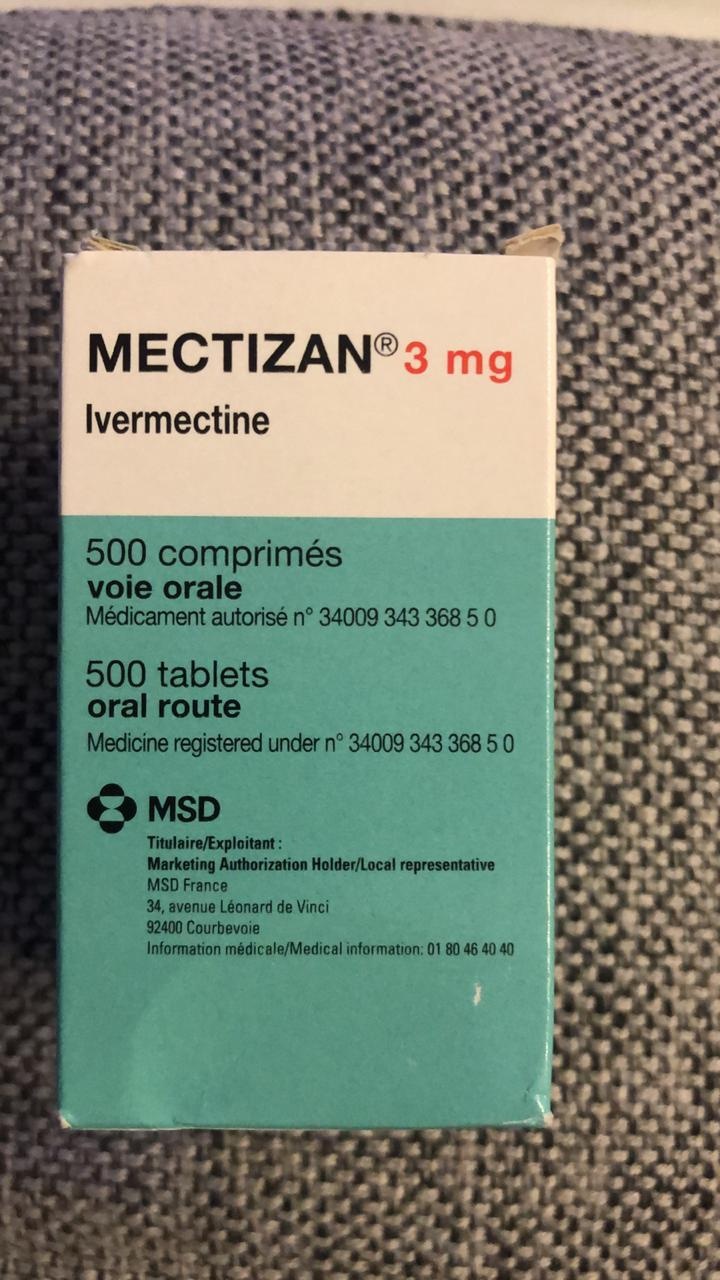 MECTIZAN® 3 mg
Ivermectine
500 comprimés
voie orale
Médicament autorisé n° 34009 343 368 5 0
500 tablets
oral route
Medicine registered under n° 34009 343 368 5 0
MSD
Titulaire/Exploitant :
Marketing Authorization Holder/Local representative
MSD France
34, avenue Léonard de Vinci
92400 Courbevoie
Information médicale/Medical information: 01 80 46 40 40